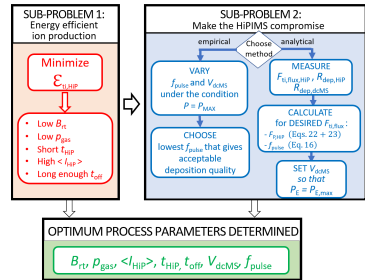 SUB-PROBLEM 1:
Energy efficient
ion production
Minimize
ℰti,HiP
• Low Brt
• Low pgas
• Short tHiP
• High <IHiP>
• Long enough toff
SUB-PROBLEM 2:
Make the HiPIMS compromise
empirical
Choose
method
analytical
VARY
fpulse and VdcMS
under the condition
P = PMAX
CHOOSE
lowest fpulse that gives
acceptable
deposition quality
MEASURE
Fti,flux,HiP, Rdep,HiP
Rdep,dcMS
CALCULATE
for DESIRED Fti,flux :
- FE,HiP (Eqs. 22 + 23)
- fpulse (Eq. 16)
SET VdcMS
so that
PE = PE,max
OPTIMUM PROCESS PARAMETERS DETERMINED
Brt, pgas, <IHiP>, tHiP, toff, VdcMS, fpulse